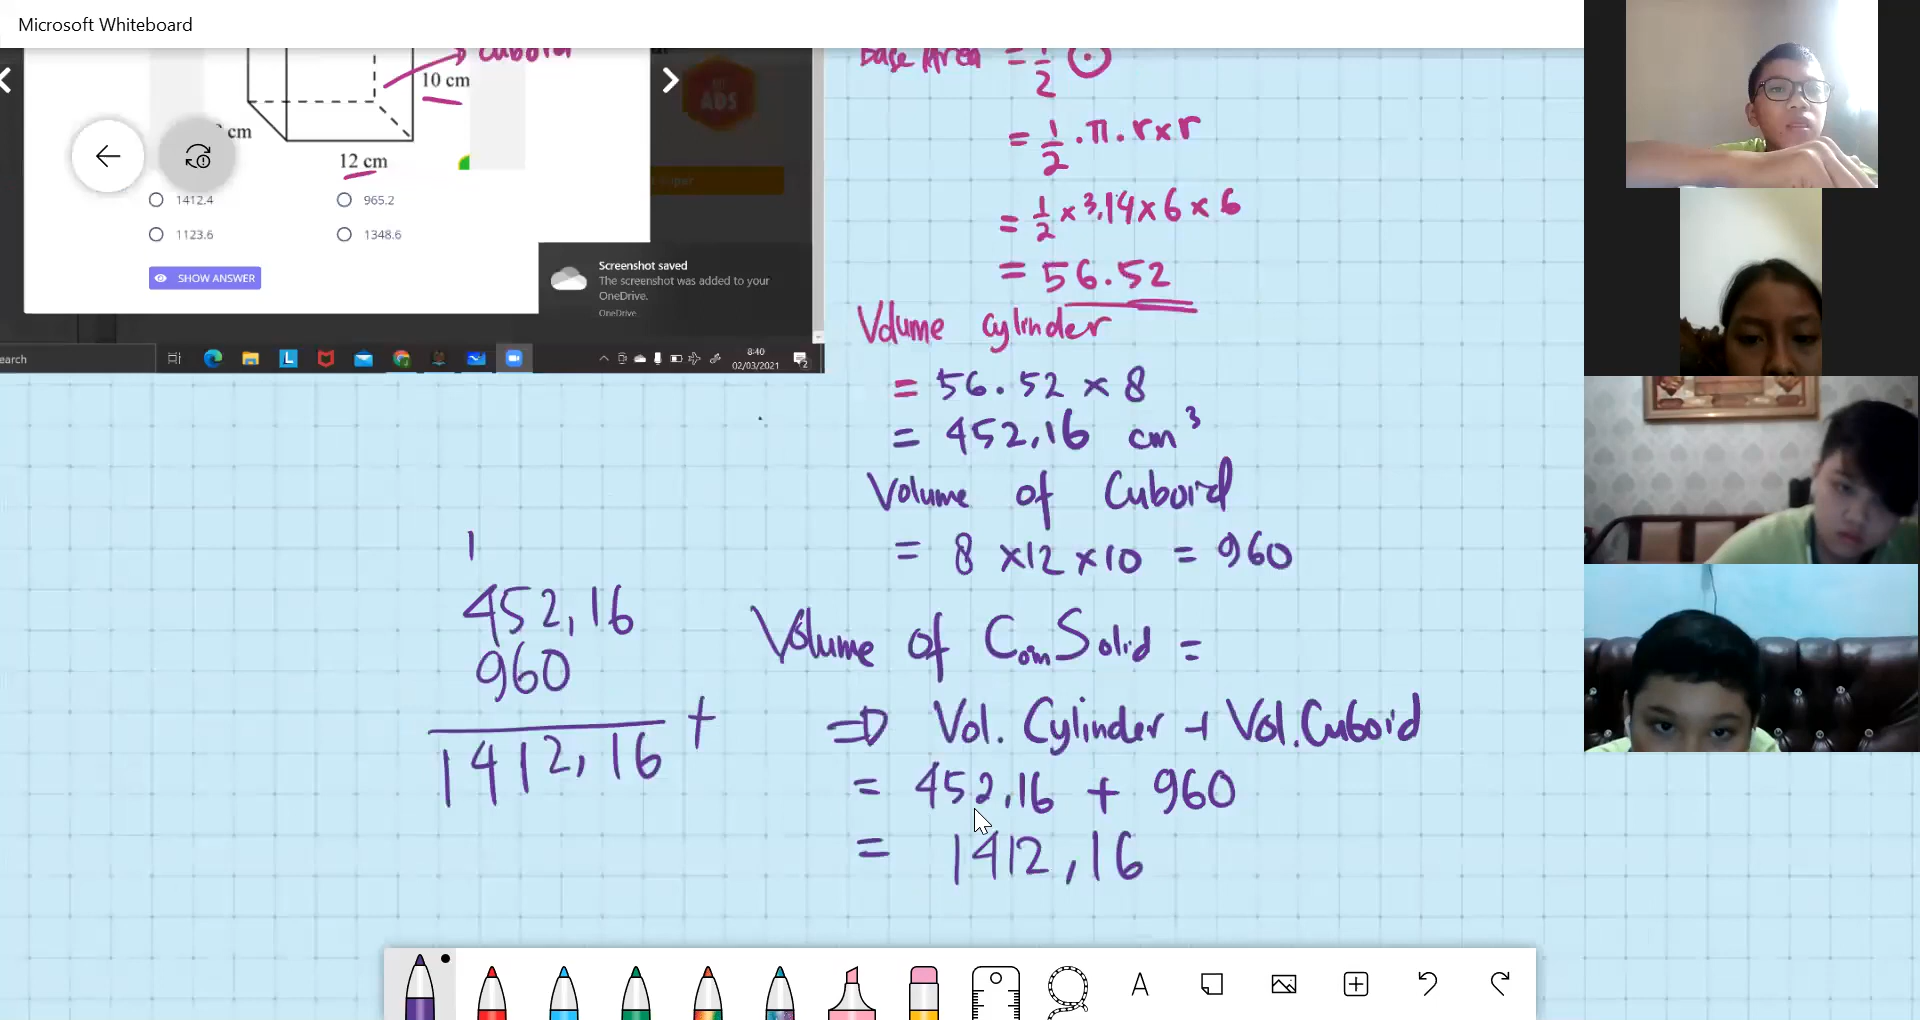 Microsoft Whiteboard
10 cm
cm
12 cm
1412.4
965.2
1123.6
1348.6
SHOW ANSWER
ADS
Screenshot saved
The screenshot was added to your
OneDrive.
OneDrive
earch
8:40
02/03/2021
Base Area = 1/2
= 1/2 . π . r x r
= 1/2 x 3,14 x 6 x 6
= 56.52
Volume cylinder
= 56.52 x 8
= 452,16 cm³
Volume of Cuboid
= 8 x 12 x 10 = 960
1
452,16
960
+
1412,16
Volume of Com Solid =
=> Vol. Cylinder + Vol. Cuboid
= 452,16 + 960
= 1412,16